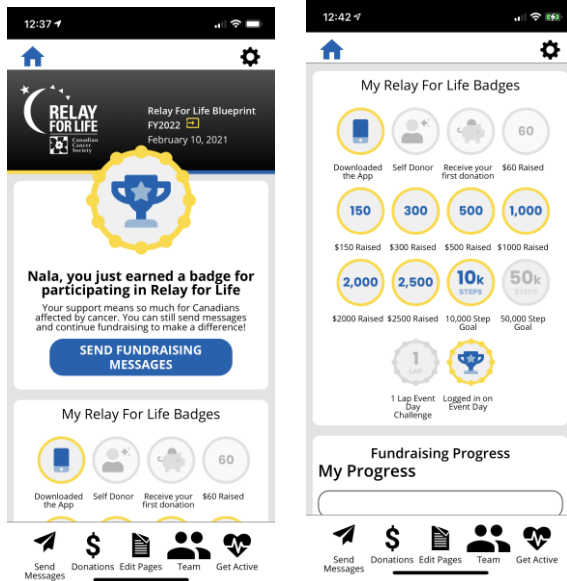 12:37
RELAY
FOR LIFE
Canadian
Cancer
Society
Relay For Life Blueprint
FY2022
February 10, 2021
Nala, you just earned a badge for
participating in Relay for Life
Your support means so much for Canadians
affected by cancer. You can still send messages
and continue fundraising to make a difference!
SEND FUNDRAISING
MESSAGES
My Relay For Life Badges
60
Downloaded
the App
Self Donor
Receive your
first donation
$60 Raised
Send
Messages
Donations
Edit Pages
Team
Get Active
12:42
My Relay For Life Badges
60
Downloaded
the App
Self Donor
Receive your
first donation
$60 Raised
150
300
500
1,000
$150 Raised
$300 Raised
$500 Raised
$1000 Raised
2,000
2,500
10k
STEPS
50k
STEPS
$2000 Raised
$2500 Raised
10,000 Step
Goal
50,000 Step
Goal
1
LAP
1 Lap Event
Day
Challenge
Logged in on
Event Day
Fundraising Progress
My Progress
Send
Messages
Donations
Edit Pages
Team
Get Active